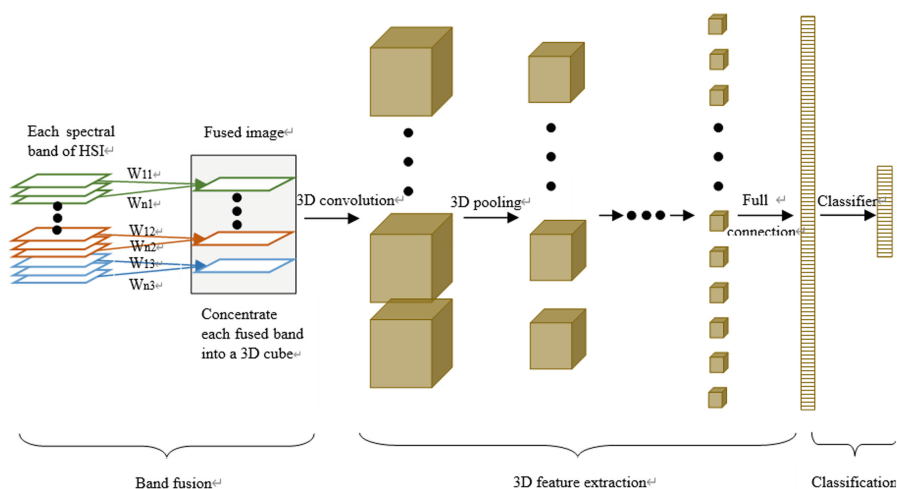 Each spectral
band of HSI↵
Fused image↵
W11↵
Wn1↵
W12↵
Wn2↵
W13↵
Wn3↵
Concentrate
each fused band
into a 3D cube↵
3D convolution↵
3D pooling↵
Full ↵
connection↵
Classifier↵
Band fusion↵
3D feature extraction↵
Classification↵